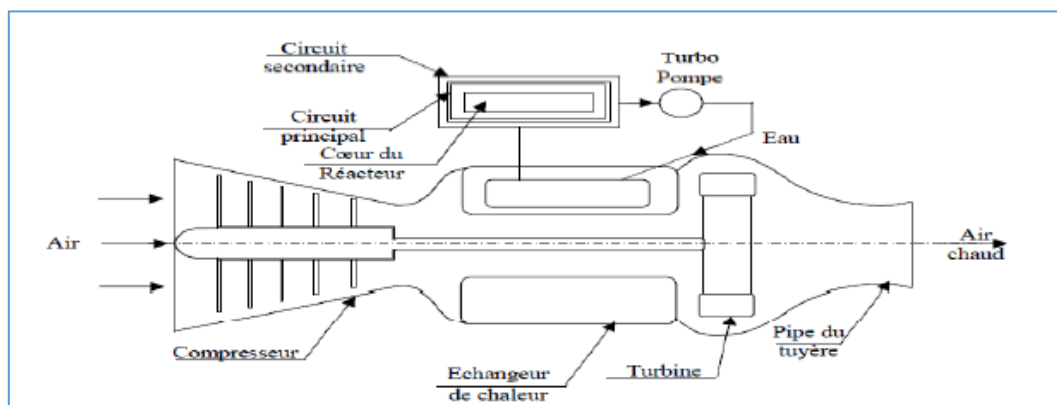 Circuit
secondaire
Turbo
Pompe
Circuit
principal
Cœur du
Réacteur
Eau
Air
Air
chaud
Compresseur
Echangeur
de chaleur
Turbine
Pipe du
tuyère